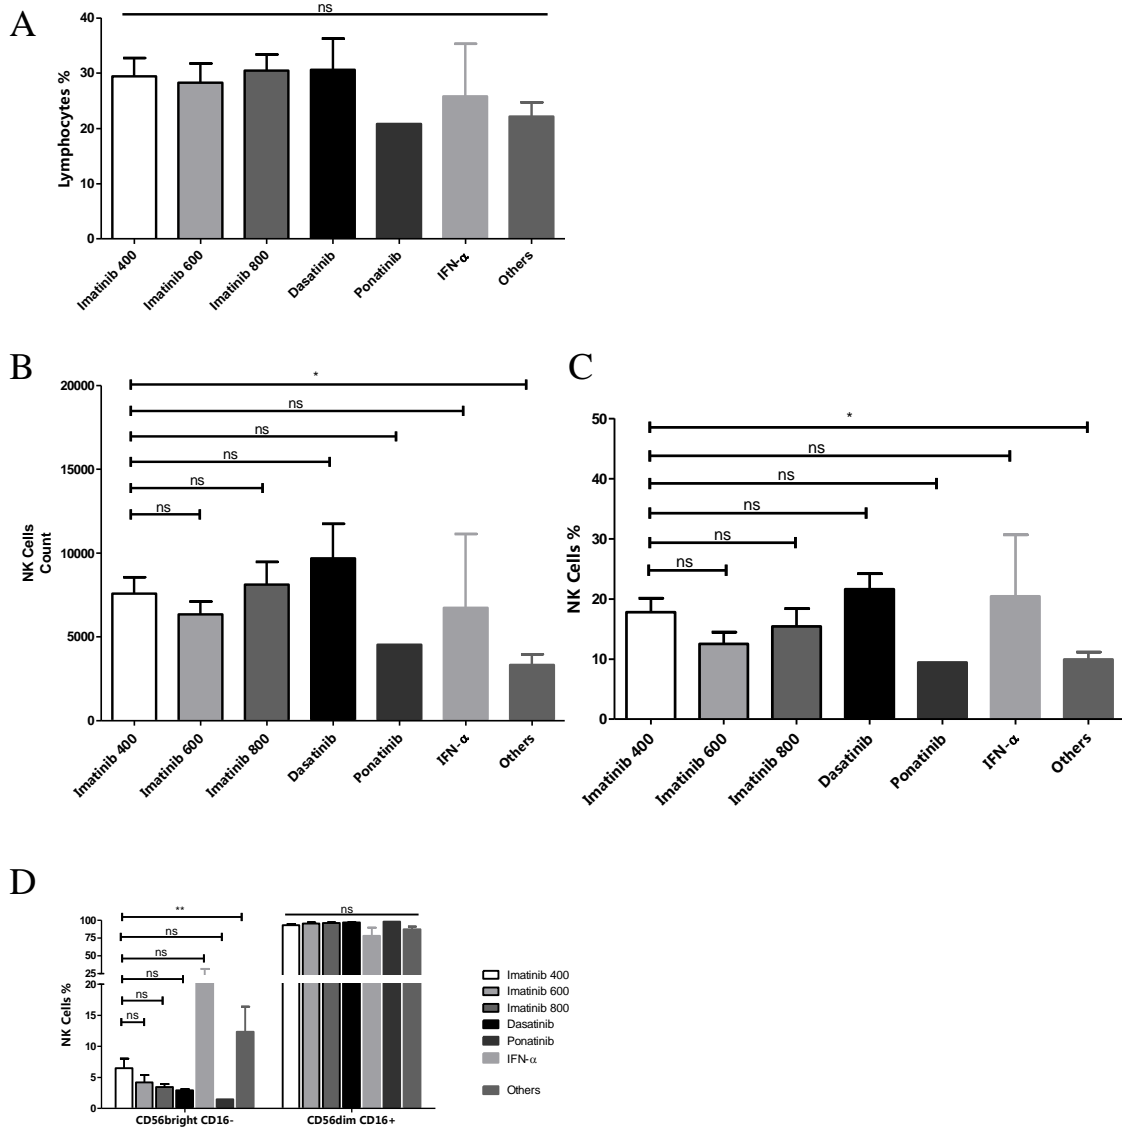 A
ns
40
30
20
10
0
Lymphocytes %
Imatinib 400
Imatinib 600
Imatinib 800
Dasatinib
Ponatinib
IFN-α
Others
B
*
ns
ns
ns
ns
ns
20000
15000
10000
5000
0
NK Cells
Count
Imatinib 400
Imatinib 600
Imatinib 800
Dasatinib
Ponatinib
IFN-α
Others
C
*
ns
ns
ns
ns
ns
50
40
30
20
10
0
NK Cells %
Imatinib 400
Imatinib 600
Imatinib 800
Dasatinib
Ponatinib
IFN-α
Others
D
**
ns
ns
ns
ns
ns
ns
100
75
50
25
20
15
10
5
0
NK Cells %
CD56bright CD16-
CD56dim CD16+
Imatinib 400
Imatinib 600
Imatinib 800
Dasatinib
Ponatinib
IFN-α
Others